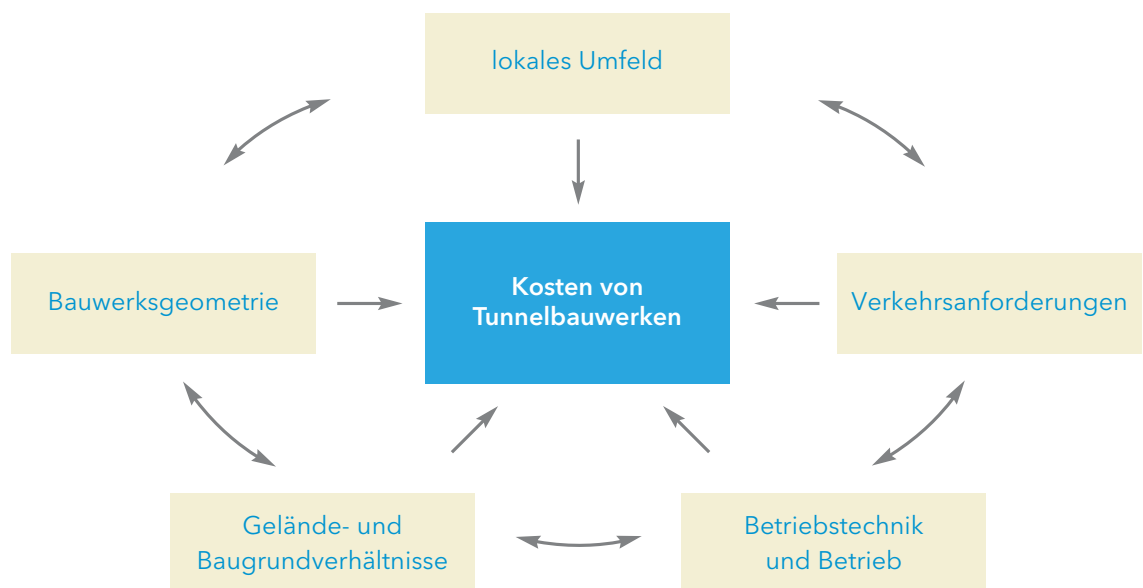 lokales Umfeld
Bauwerksgeometrie
Kosten von
Tunnelbauwerken
Verkehrsanforderungen
Gelände- und
Baugrundverhältnisse
Betriebstechnik
und Betrieb